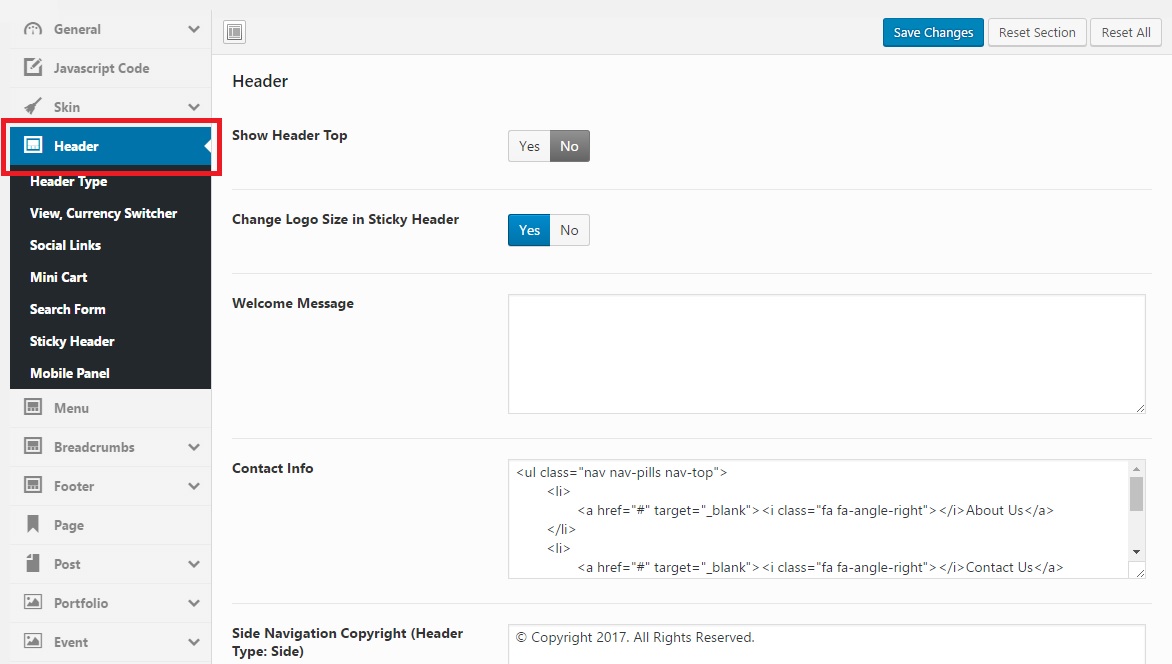 General
Javascript Code
Skin
Header
Header Type
View, Currency Switcher
Social Links
Mini Cart
Search Form
Sticky Header
Mobile Panel
Menu
Breadcrumbs
Footer
Page
Post
Portfolio
Event
Save Changes Reset Section Reset All
Header
Show Header Top
Yes No
Change Logo Size in Sticky Header
Yes No
Welcome Message
Contact Info
<ul class="nav nav-pills nav-top">
<li>
<a href="#" target="_blank"><i class="fa fa-angle-right"></i>About Us</a>
</li>
<li>
<a href="#" target="_blank"><i class="fa fa-angle-right"></i>Contact Us</a>
Side Navigation Copyright (Header
Type: Side)
© Copyright 2017. All Rights Reserved.